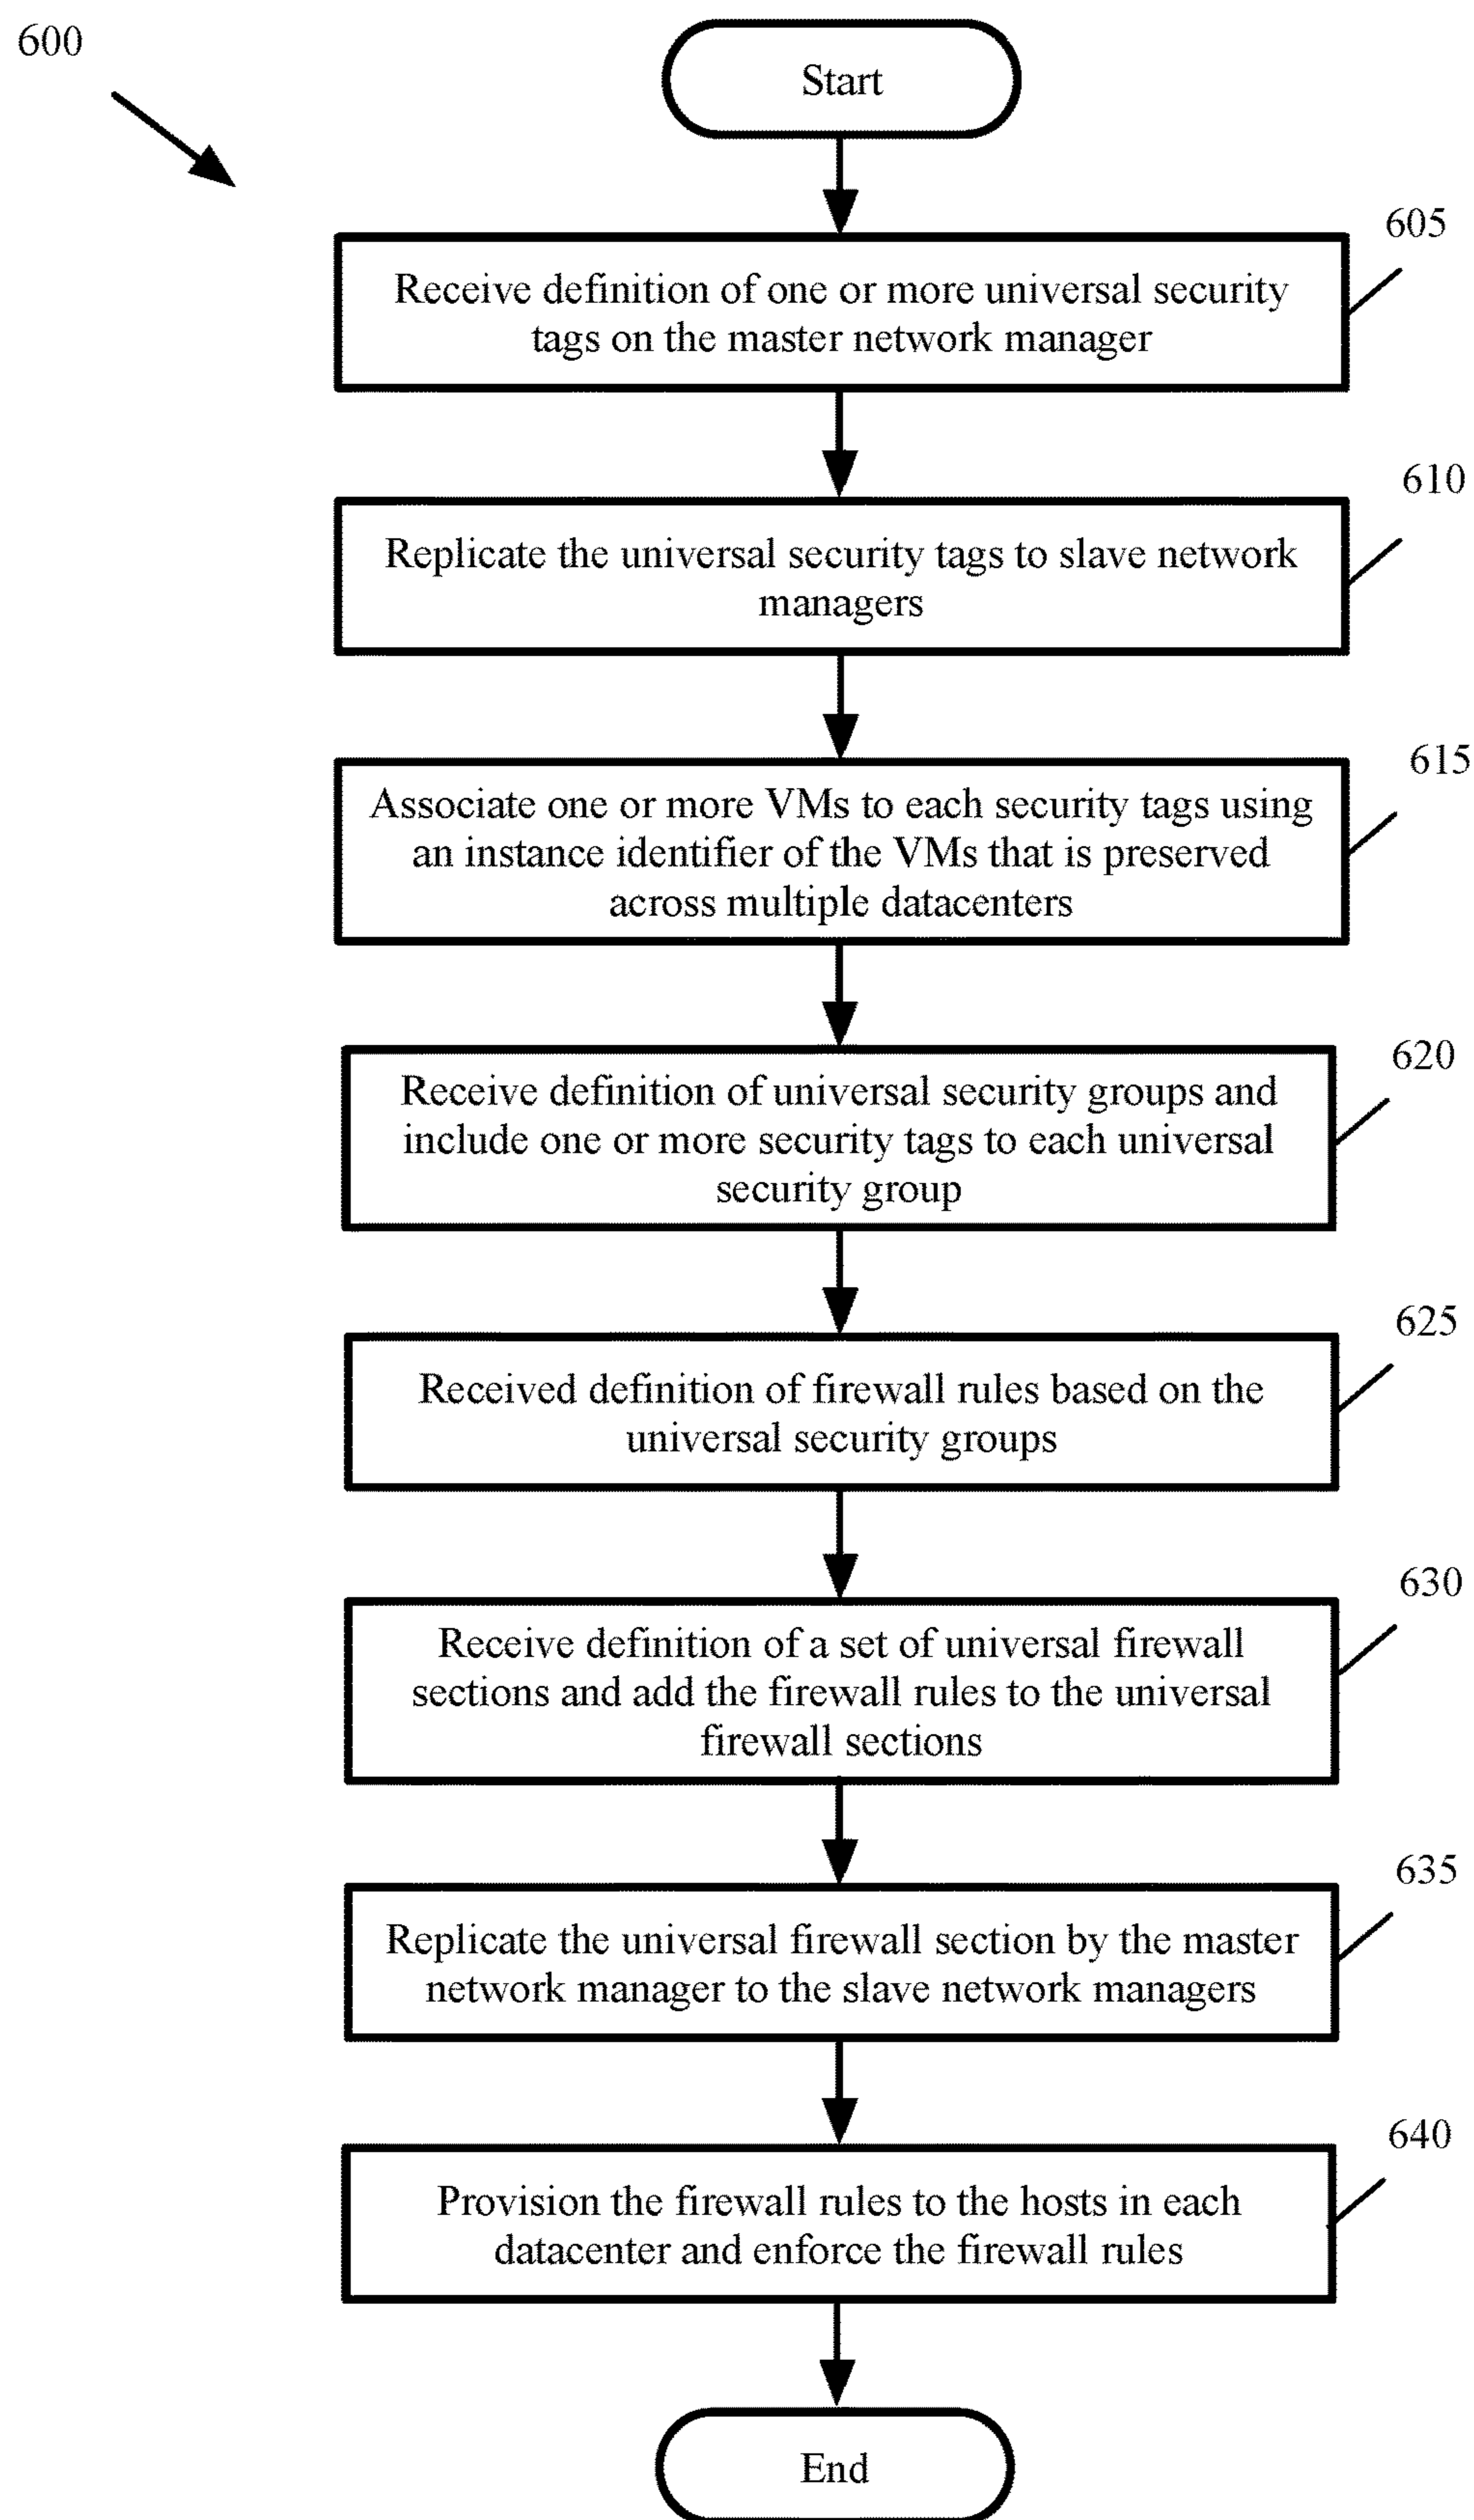 600
Start
605
Receive definition of one or more universal security
tags on the master network manager
610
Replicate the universal security tags to slave network
managers
615
Associate one or more VMs to each security tags using
an instance identifier of the VMs that is preserved
across multiple datacenters
620
Receive definition of universal security groups and
include one or more security tags to each universal
security group
625
Received definition of firewall rules based on the
universal security groups
630
Receive definition of a set of universal firewall
sections and add the firewall rules to the universal
firewall sections
635
Replicate the universal firewall section by the master
network manager to the slave network managers
640
Provision the firewall rules to the hosts in each
datacenter and enforce the firewall rules
End